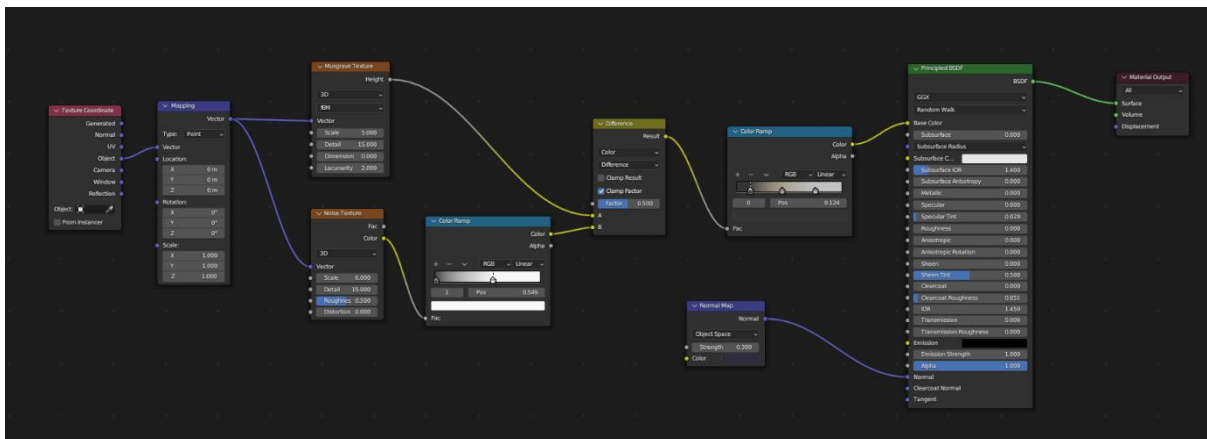 Texture Coordinate
Generated
Normal
UV
Object
Camera
Window
Reflection
Object:
From Instancer
Mapping
Vector
Type: Point
Vector
Location:
X 0 m
Y 0 m
Z 0 m
Rotation:
X 0°
Y 0°
Z 0°
Scale:
X 1.000
Y 1.000
Z 1.000
Musgrave Texture
Height
3D
fBM
Vector
Scale 5.000
Detail 15.000
Dimension 0.000
Lacunarity 2.000
Noise Texture
Fac
Color
3D
Vector
Scale 6.000
Detail 15.000
Roughness 0.500
Distortion 0.000
Color Ramp
Color
Alpha
RGB Linear
1 Pos 0.549
Fac
Difference
Result
Color
Difference
Clamp Result
Clamp Factor
Factor 0.500
A
B
Color Ramp
Color
Alpha
RGB Linear
0 Pos 0.124
Fac
Normal Map
Normal
Object Space
Strength 0.300
Color
Principled BSDF
BSDF
GGX
Random Walk
Base Color
Subsurface 0.000
Subsurface Radius
Subsurface C...
Subsurface IOR 1.400
Subsurface Anisotropy 0.000
Metallic 0.000
Specular 0.000
Specular Tint 0.029
Roughness 0.000
Anisotropic 0.000
Anisotropic Rotation 0.000
Sheen 0.000
Sheen Tint 0.500
Clearcoat 0.000
Clearcoat Roughness 0.051
IOR 1.450
Transmission 0.000
Transmission Roughness 0.000
Emission
Emission Strength 1.000
Alpha 1.000
Normal
Clearcoat Normal
Tangent
Material Output
All
Surface
Volume
Displacement